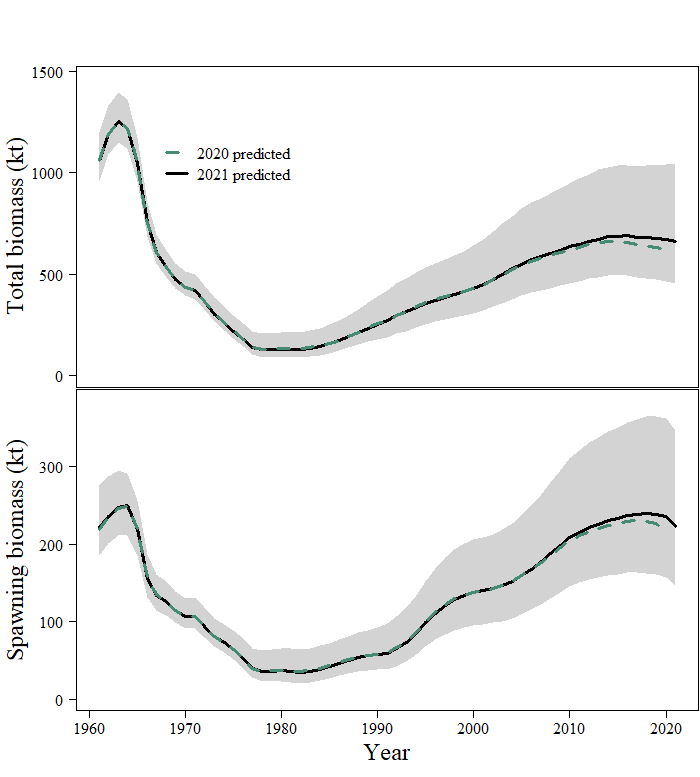 Total biomass (kt)
1500
1000
500
0
2020 predicted
2021 predicted
Spawning biomass (kt)
300
200
100
0
1960 1970 1980 1990 2000 2010 2020
Year